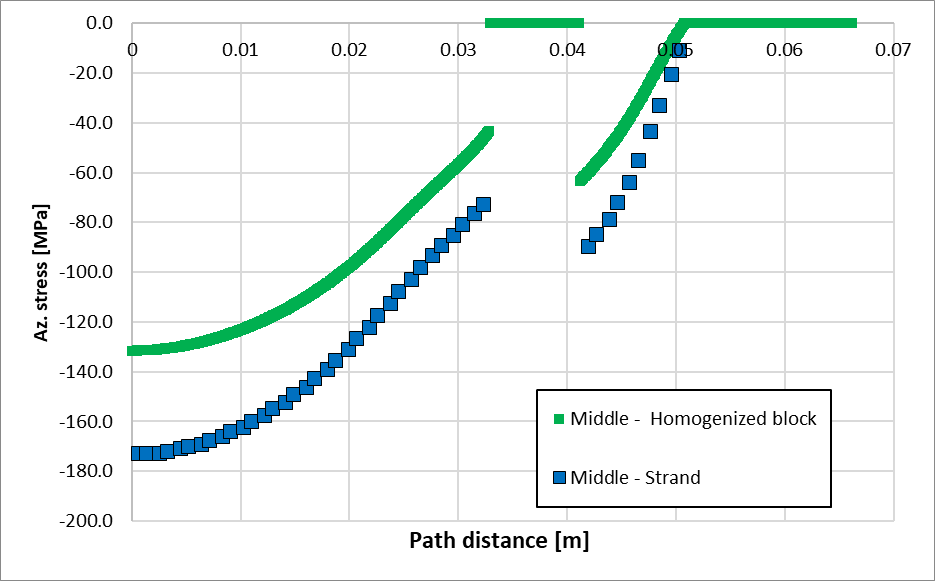 0.0
0 0.01 0.02 0.03 0.04 0.05 0.06 0.07
-20.0
-40.0
-60.0
-80.0
-100.0
-120.0
-140.0
-160.0
-180.0
-200.0
Az. stress [MPa]
Middle - Homogenized block
Middle - Strand
Path distance [m]